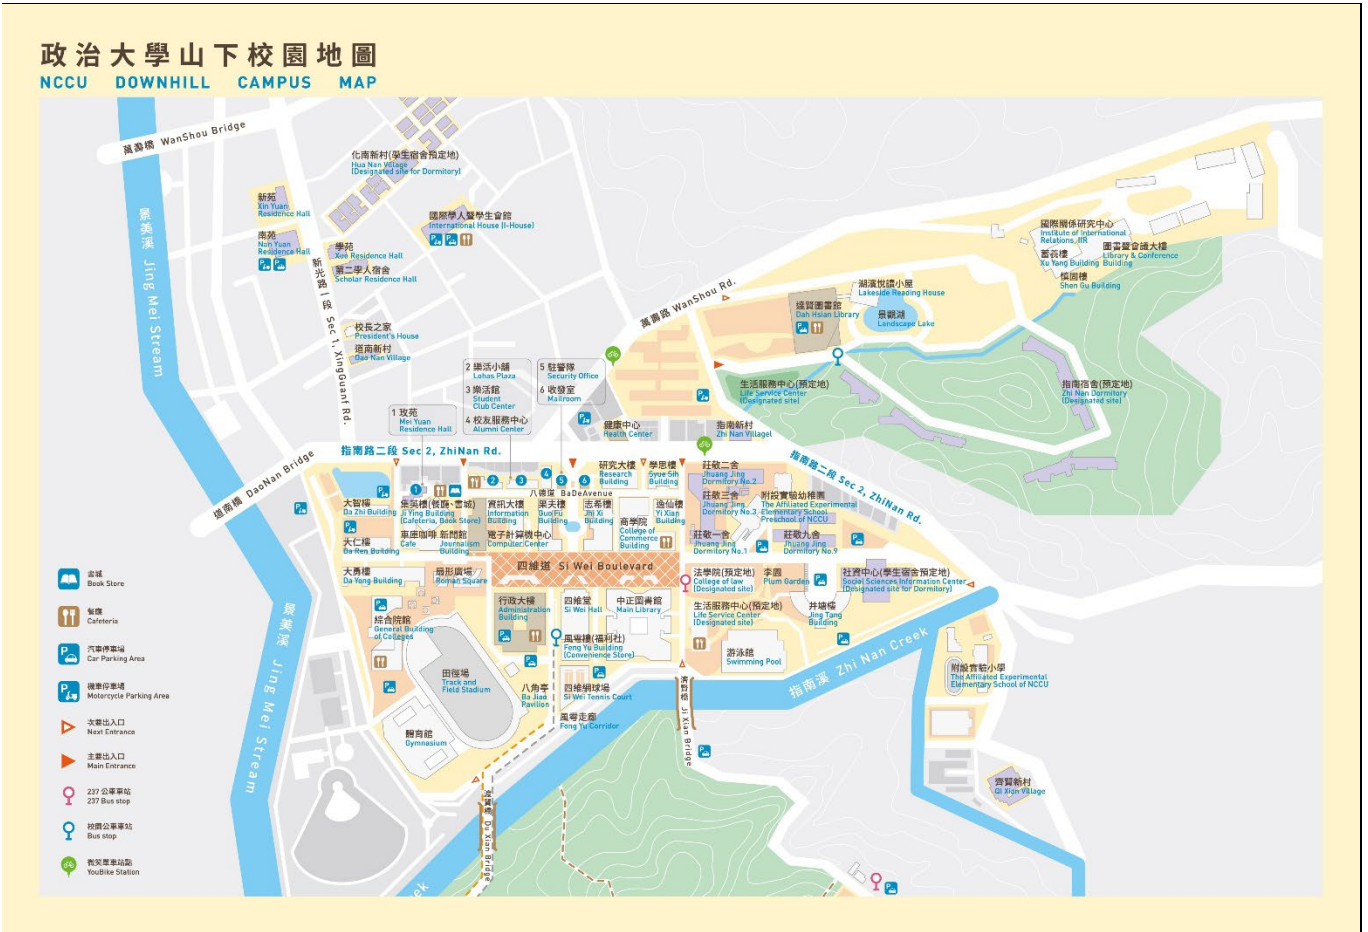 政治大學山下校園地圖
NCCU DOWNHILL CAMPUS MAP
萬壽橋 WanShou Bridge
化南新村(學生宿舍預定地)
Hua Nan Village
(Designated site for Dormitory)
新苑
Xin Yuan
Residence Hall
南苑
Nan Yuan
Residence Hall
國際學人暨學生會館
International House (I-House)
學苑
Xue Residence Hall
第二學人宿舍
Scholar Residence Hall
景美溪 Jing Mei Stream
新光路一段 Sec 1, XingGuanf Rd.
校長之家
President's House
道南新村
Dao Nan Village
萬壽路 WanShou Rd.
國際關係研究中心
Institute of International
Relations, IIR
圖書暨會議大樓
Library & Conference
Building
蓄養樓
Xu Yang Building
慎固樓
Shen Gu Building
湖濱悅讀小屋
Lakeside Reading House
達賢圖書館
Dah Hsian Library
景觀湖
Landscape Lake
生活服務中心(預定地)
Life Service Center
(Designated site)
指南宿舍(預定地)
Zhi Nan Dormitory
(Designated site)
2 樂活小舖
Lohas Plaza
3 樂活館
Student
Club Center
4 校友服務中心
Alumni Center
5 駐警隊
Security Office
6 收發室
Mailroom
1 玫苑
Mei Yuan
Residence Hall
健康中心
Health Center
指南新村
Zhi Nan Villagel
指南路二段 Sec 2, ZhiNan Rd.
指南路二段 Sec 2, ZhiNan Rd.
道南橋 DaoNan Bridge
1
2
3
4
5
6
八德道 BaDeAvenue
大智樓
Da Zhi Building
集英樓(餐廳、書城)
Ji Ying Building
(Cafeteria, Book Store)
資訊大樓
Information
Building
果夫樓
Guo Fu
Building
志希樓
Zhi Xi
Building
研究大樓
Research
Building
學思樓
Syue Sih
Building
逸仙樓
Yi Xian
Building
商學院
College of
Commerce
Building
莊敬二舍
Jhuang Jing
Dormitory No.2
莊敬三舍
Jhuang Jing
Dormitory No.3
附設實驗幼稚園
The Affiliated Experimental
Elementary School
Preschool of NCCU
莊敬一舍
Jhuang Jing
Dormitory No.1
莊敬九舍
Jhuang Jing
Dormitory No.9
大仁樓
Da Ren Building
車庫咖啡
Cafe
新聞館
Journalism
Building
電子計算機中心
Computer Center
四維道 Si Wei Boulevard
大勇樓
Da Yong Building
扇形廣場
Roman Square
法學院(預定地)
College of law
(Designated site)
李園
Plum Garden
社資中心(學生宿舍預定地)
Social Sciences Information Center
(Designated site for Dormitory)
行政大樓
Administration
Building
四維堂
Si Wei Hall
中正圖書館
Main Library
生活服務中心(預定地)
Life Service Center
(Designated site)
井塘樓
Jing Tang
Building
綜合院館
General Building
of Colleges
風雩樓(福利社)
Feng Yu Building
(Convenience Store)
游泳館
Swimming Pool
指南溪 Zhi Nan Creek
附設實驗小學
The Affiliated Experimental
Elementary School of NCCU
田徑場
Track and
Field Stadium
八角亭
Ba Jiao
Pavilion
四維網球場
Si Wei Tennis Court
濟賢橋 Ji Xian Bridge
風雩走廊
Feng Yu Corridor
體育館
Gymnasium
景美溪 Jing Mei Stream
渡賢橋 Du Xian Bridge
齊賢新村
Qi Xian Village
eek
書城
Book Store
餐廳
Cafeteria
汽車停車場
Car Parking Area
機車停車場
Motorcycle Parking Area
次要出入口
Next Entrance
主要出入口
Main Entrance
237 公車車站
237 Bus stop
校園公車車站
Bus stop
微笑單車站點
YouBike Station